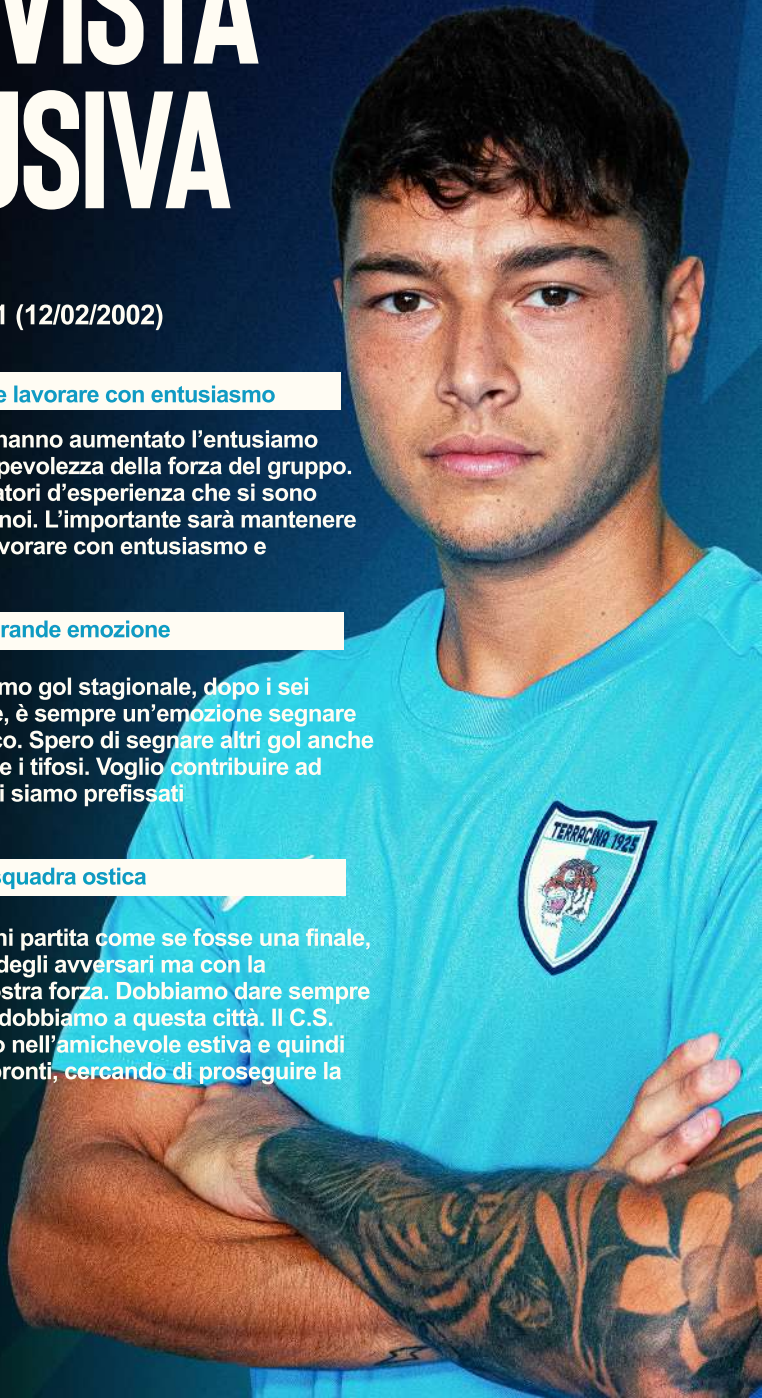 VISTA
USIVA
1 (12/02/2002)
e lavorare con entusiasmo
hanno aumentato l’entusiamo
pevolezza della forza del gruppo.
atori d’esperienza che si sono
noi. L’importante sarà mantenere
vorare con entusiasmo e
rande emozione
mo gol stagionale, dopo i sei
e, è sempre un’emozione segnare
co. Spero di segnare altri gol anche
e i tifosi. Voglio contribuire ad
i siamo prefissati
TERRACINA 1925
squadra ostica
ni partita come se fosse una finale,
degli avversari ma con la
ostra forza. Dobbiamo dare sempre
dobbiamo a questa città. Il C.S.
o nell’amichevole estiva e quindi
pronti, cercando di proseguire la